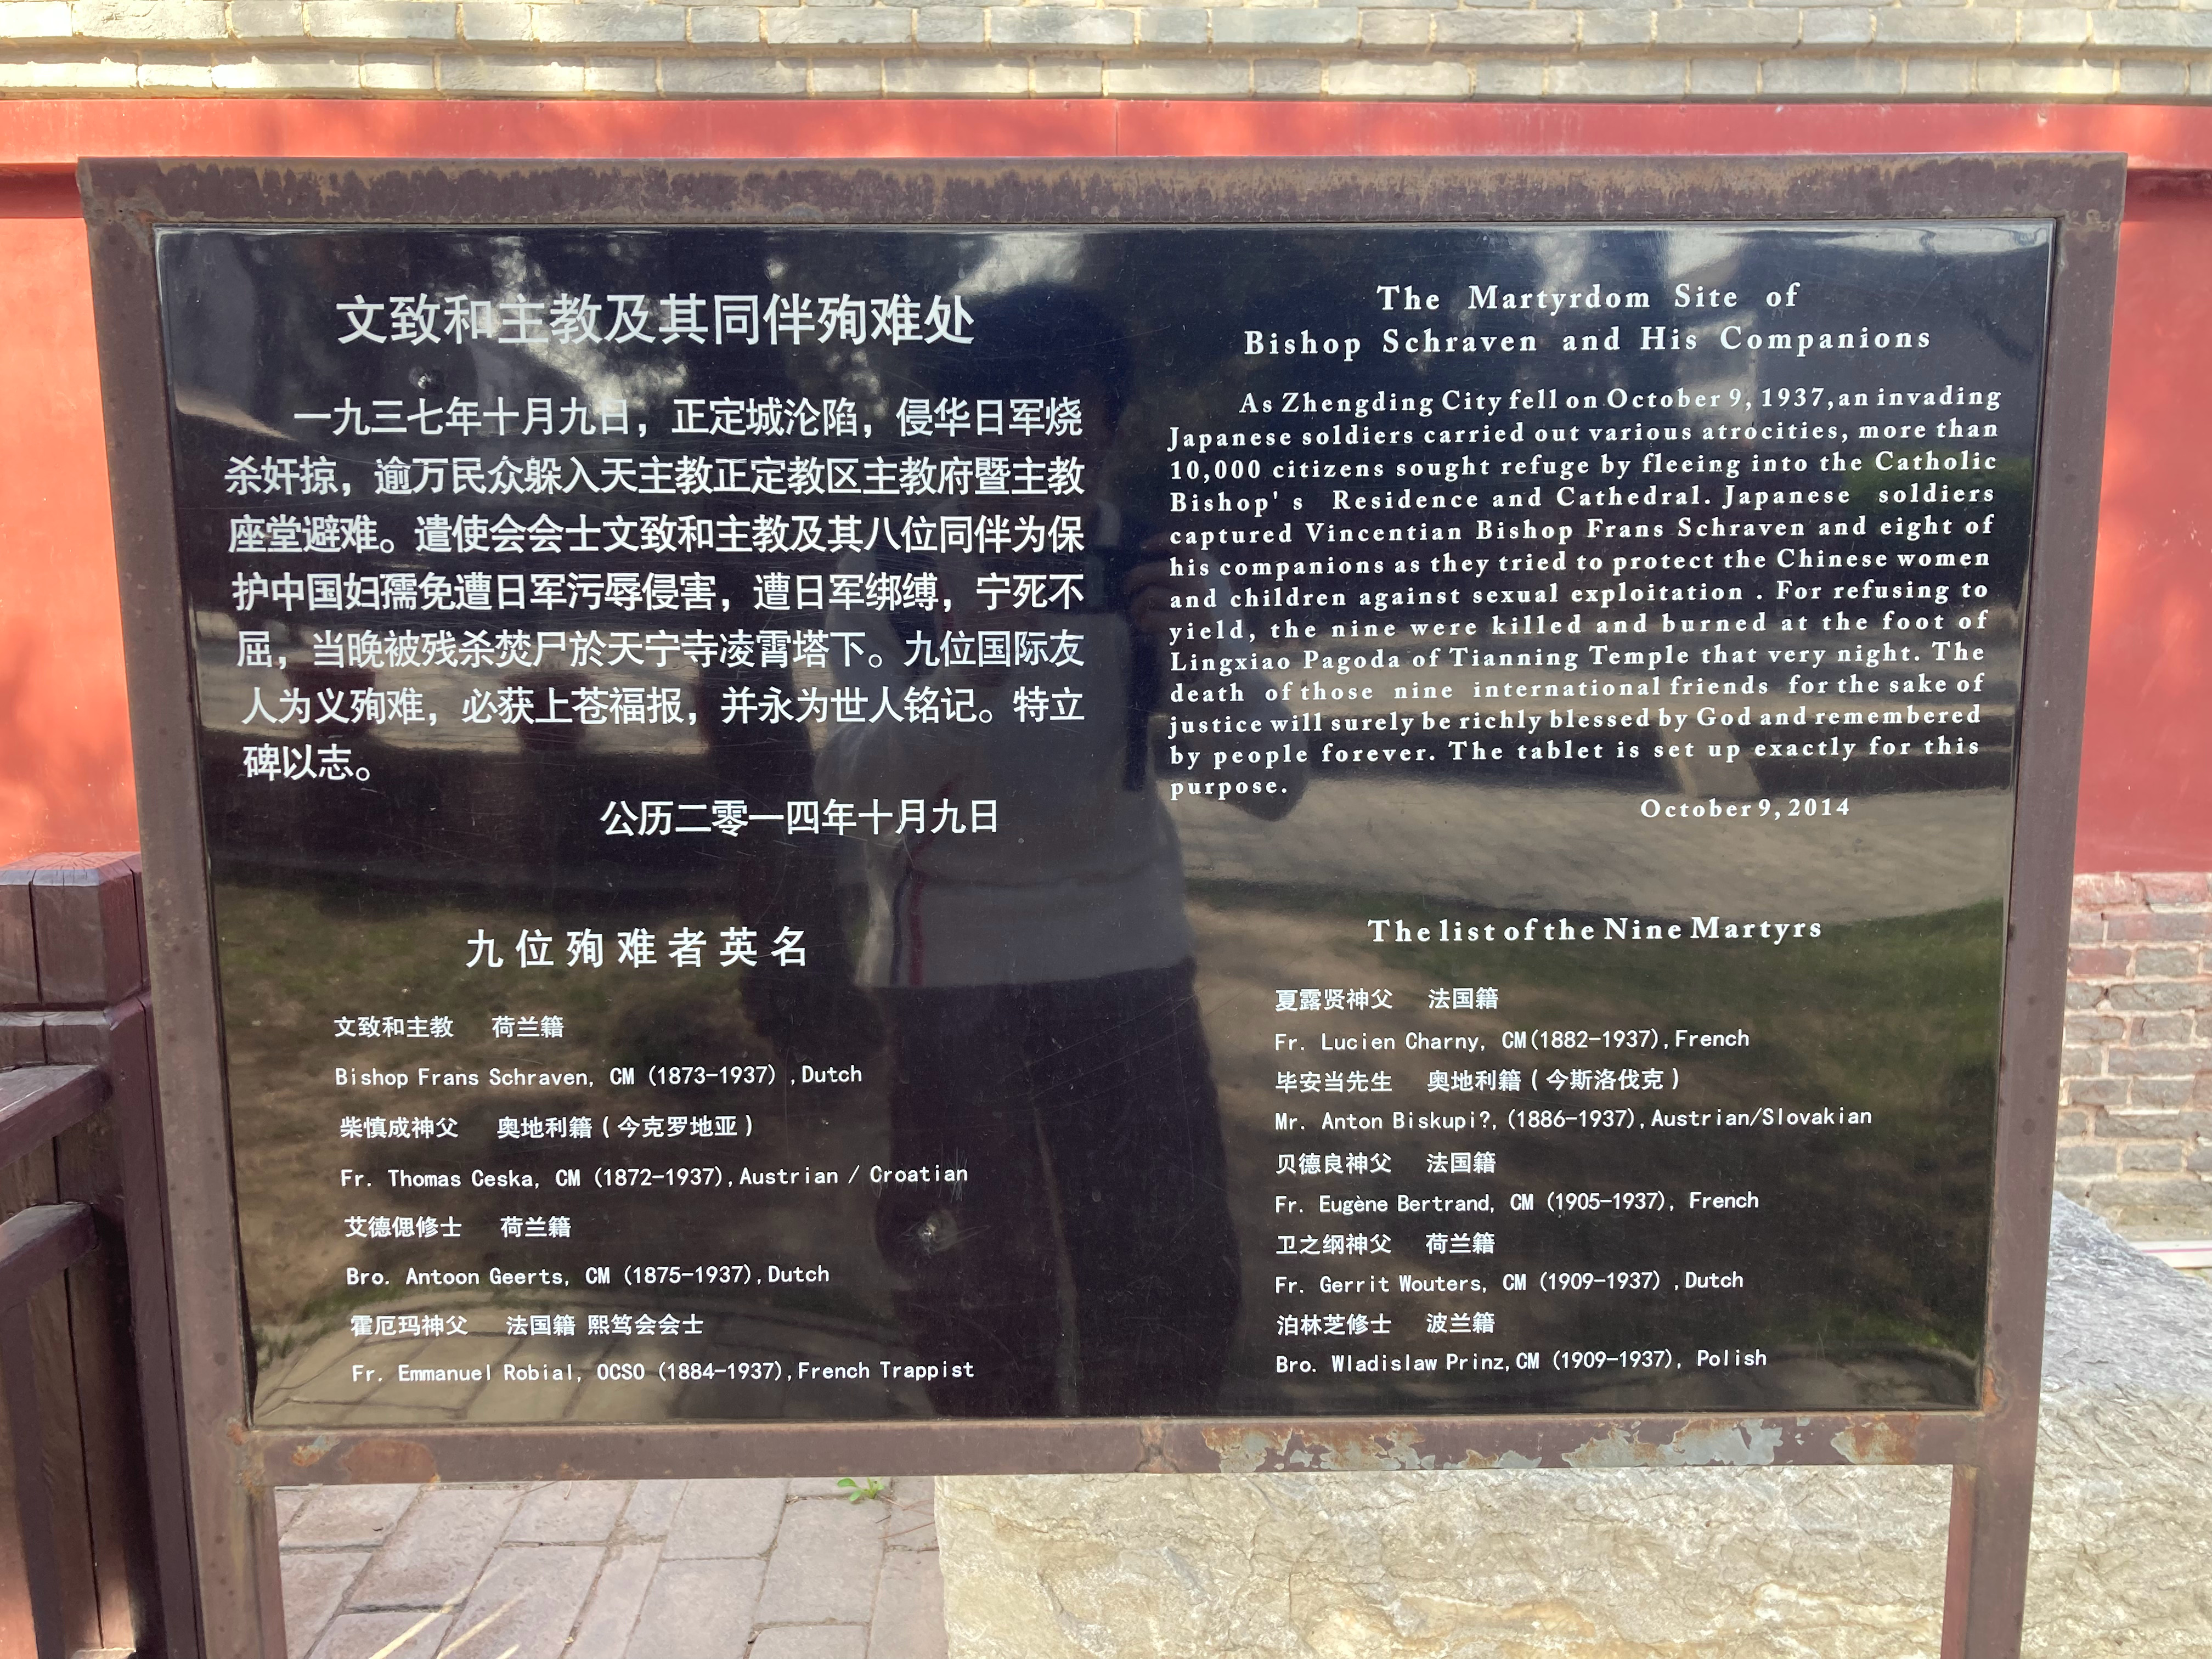 文致和主教及其同伴殉难处
一九三七年十月九日，正定城沦陷，侵华日军烧
杀奸掠，逾万民众躲入天主教正定教区主教府暨主教
座堂避难。遣使会会士文致和主教及其八位同伴为保
护中国妇孺免遭日军污辱侵害，遭日军绑缚，宁死不
屈，当晚被残杀焚尸於天宁寺凌霄塔下。九位国际友
人为义殉难，必获上苍福报，并永为世人铭记。特立
碑以志。
公历二零一四年十月九日
九位殉难者英名
文致和主教 荷兰籍
Bishop Frans Schraven, CM (1873-1937) ,Dutch
柴慎成神父 奥地利籍（今克罗地亚）
Fr. Thomas Ceska, CM (1872-1937),Austrian / Croatian
艾德偲修士 荷兰籍
Bro. Antoon Geerts, CM (1875-1937),Dutch
霍厄玛神父 法国籍 熙笃会会士
Fr. Emmanuel Robial, OCSO (1884-1937),French Trappist
The Martyrdom Site of
Bishop Schraven and His Companions
As Zhengding City fell on October 9, 1937,an invading
Japanese soldiers carried out various atrocities, more than
10,000 citizens sought refuge by fleeing into the Catholic
Bishop' s Residence and Cathedral. Japanese soldiers
captured Vincentian Bishop Frans Schraven and eight of
his companions as they tried to protect the Chinese women
and children against sexual exploitation . For refusing to
yield, the nine were killed and burned at the foot of
Lingxiao Pagoda of Tianning Temple that very night. The
death of those nine international friends for the sake of
justice will surely be richly blessed by God and remembered
by people forever. The tablet is set up exactly for this
purpose.
October 9, 2014
The list of the Nine Martyrs
夏露贤神父 法国籍
Fr. Lucien Charny, CM(1882-1937),French
毕安当先生 奥地利籍（今斯洛伐克）
Mr. Anton Biskupi?, (1886-1937),Austrian/Slovakian
贝德良神父 法国籍
Fr. Eugène Bertrand, CM (1905-1937), French
卫之纲神父 荷兰籍
Fr. Gerrit Wouters, CM (1909-1937) ,Dutch
泊林芝修士 波兰籍
Bro. Wladislaw Prinz,CM (1909-1937), Polish